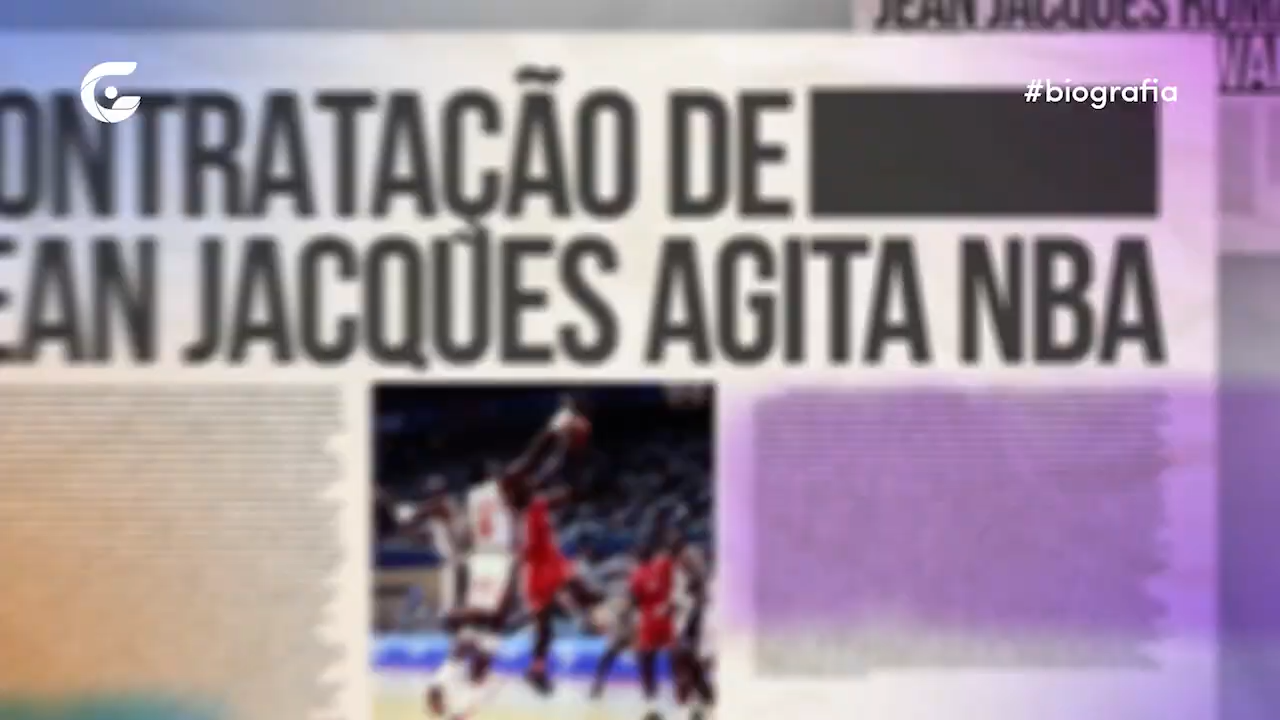 JEAN JACQUES
#biografia
ONTRATAÇÃO DE
EAN JACQUES AGITA NBA